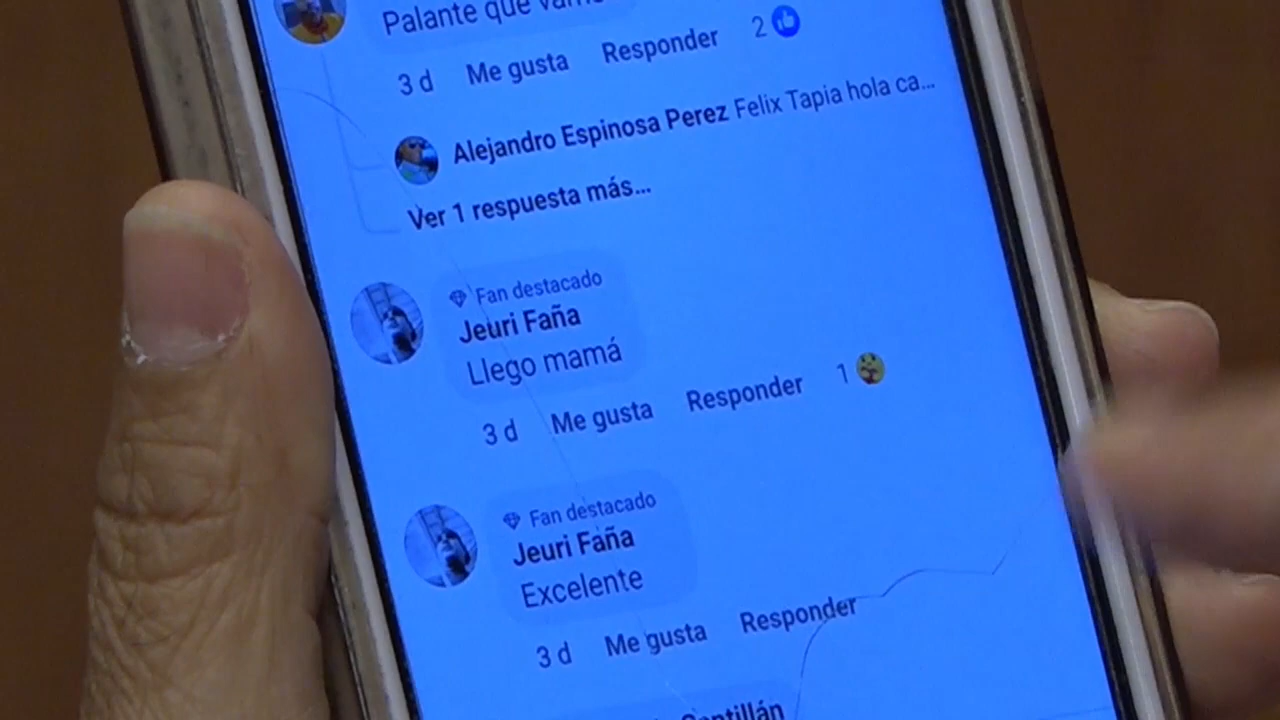 Palante que vamos
3 d Me gusta Responder 2
Alejandro Espinosa Perez Felix Tapia hola ca...
Ver 1 respuesta más...
Fan destacado
Jeuri Faña
Llego mamá
3 d Me gusta Responder 1
Fan destacado
Jeuri Faña
Excelente
3 d Me gusta Responder